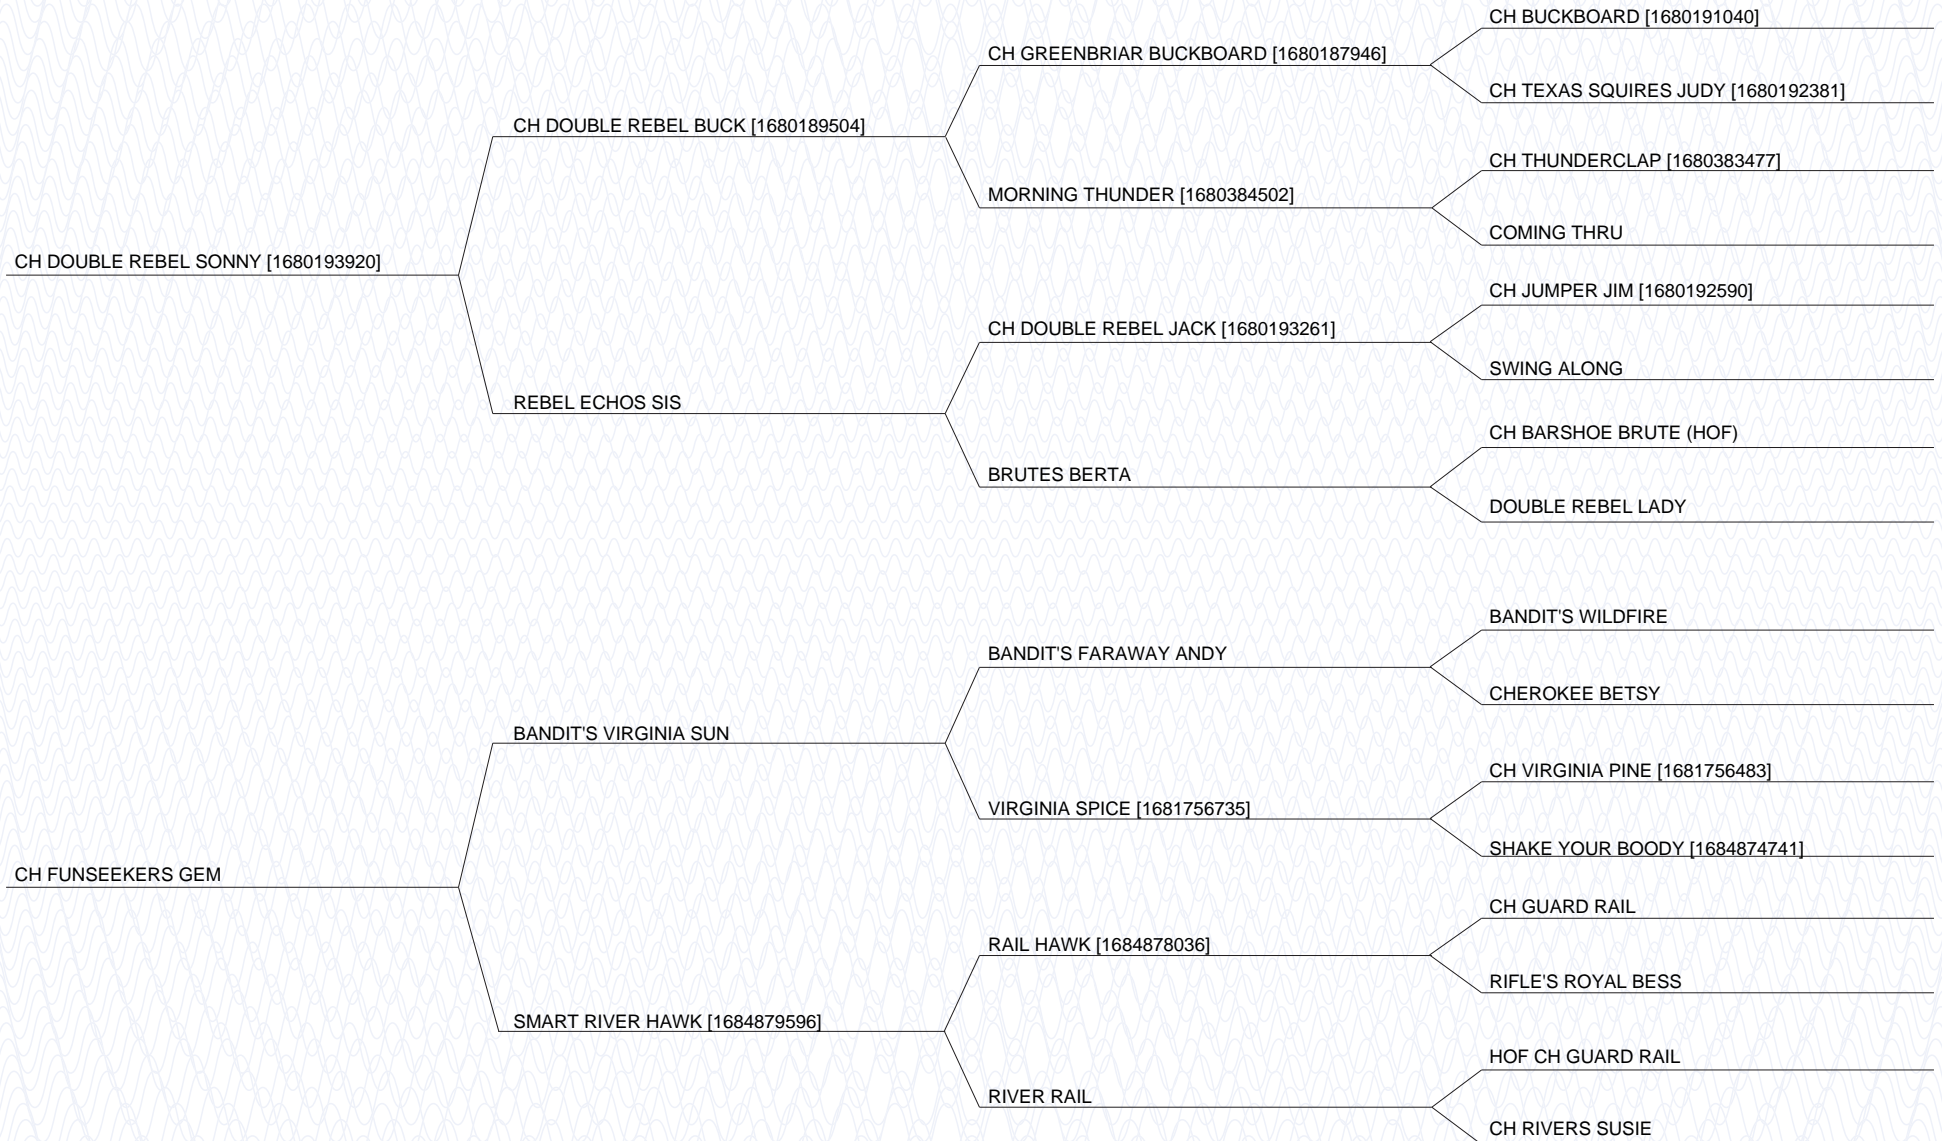 CH BUCKBOARD [1680191040]
CH GREENBRIAR BUCKBOARD [1680187946]
CH TEXAS SQUIRES JUDY [1680192381]
CH DOUBLE REBEL BUCK [1680189504]
CH THUNDERCLAP [1680383477]
MORNING THUNDER [1680384502]
COMING THRU
CH DOUBLE REBEL SONNY [1680193920]
CH JUMPER JIM [1680192590]
CH DOUBLE REBEL JACK [1680193261]
SWING ALONG
REBEL ECHOS SIS
CH BARSHOE BRUTE (HOF)
BRUTES BERTA
DOUBLE REBEL LADY
BANDIT'S WILDFIRE
BANDIT'S FARAWAY ANDY
CHEROKEE BETSY
BANDIT'S VIRGINIA SUN
CH VIRGINIA PINE [1681756483]
VIRGINIA SPICE [1681756735]
SHAKE YOUR BOODY [1684874741]
CH FUNSEEKERS GEM
CH GUARD RAIL
RAIL HAWK [1684878036]
RIFLE'S ROYAL BESS
SMART RIVER HAWK [1684879596]
HOF CH GUARD RAIL
RIVER RAIL
CH RIVERS SUSIE